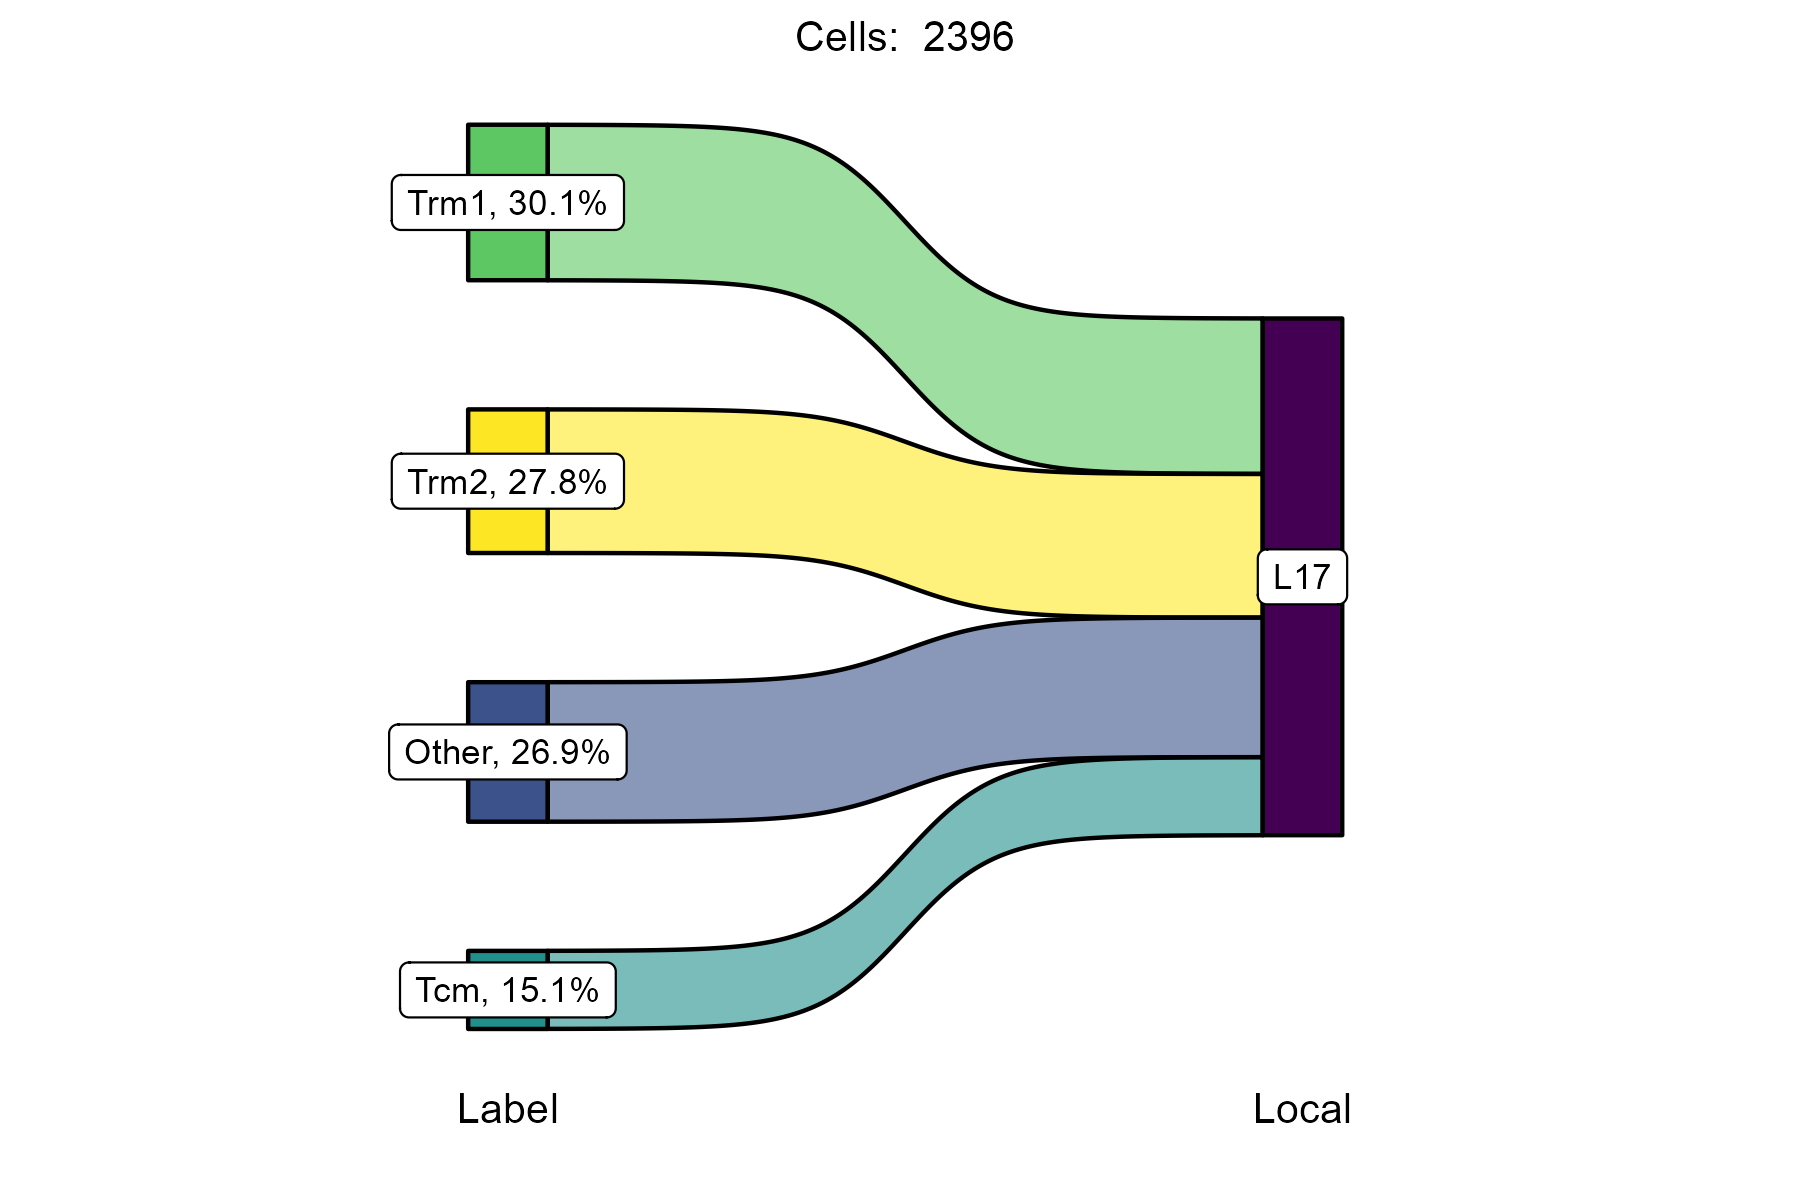 Cells:  2396
Trm1, 30.1%
Trm2, 27.8%
L17
Other, 26.9%
Tcm, 15.1%
Label
Local